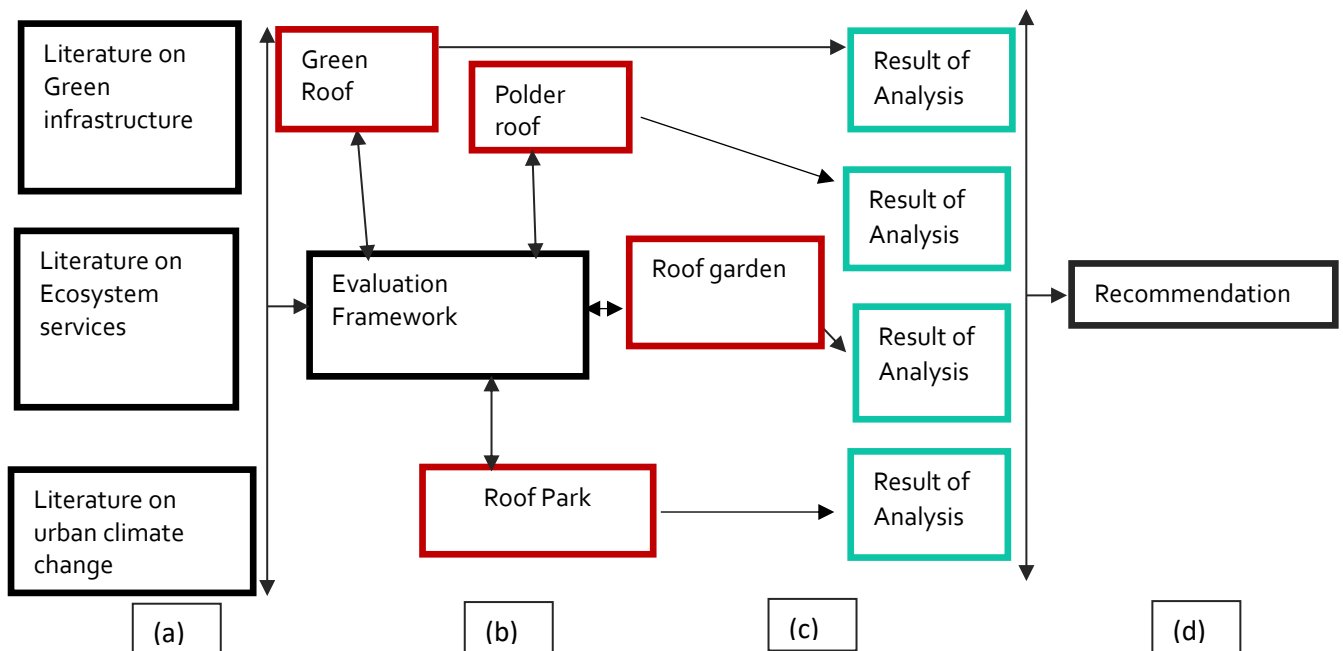 Literature on
Green
infrastructure
Literature on
Ecosystem
services
Literature on
urban climate
change
Green
Roof
Polder
roof
Evaluation
Framework
Roof garden
Roof Park
Result of
Analysis
Result of
Analysis
Result of
Analysis
Result of
Analysis
Recommendation
(a)
(b)
(c)
(d)